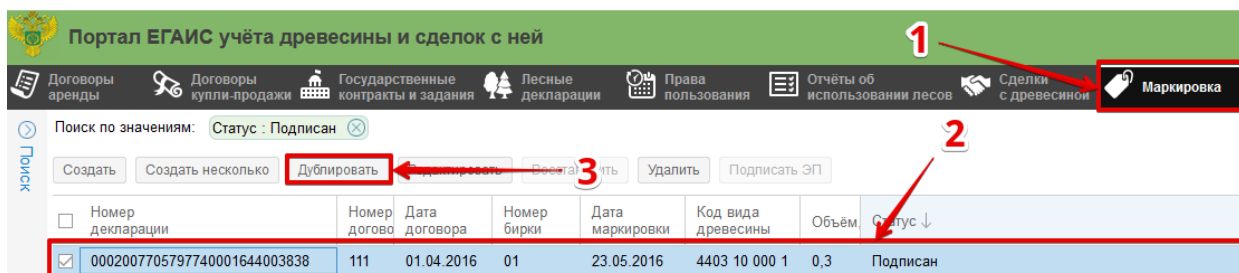 Портал ЕГАИС учёта древесины и сделок с ней
1
Договоры аренды
Договоры купли-продажи
Государственные контракты и задания
Лесные декларации
Права пользования
Отчёты об использовании лесов
Сделки с древесиной
Маркировка
Поиск
Поиск по значениям: Статус : Подписан
2
Создать Создать несколько Дублировать Редактировать Восстановить Удалить Подписать ЭП
3
Номер декларации
Номер догово
Дата договора
Номер бирки
Дата маркировки
Код вида древесины
Объём,
Статус ↓
0002007705797740001644003838 111 01.04.2016 01 23.05.2016 4403 10 000 1 0,3 Подписан